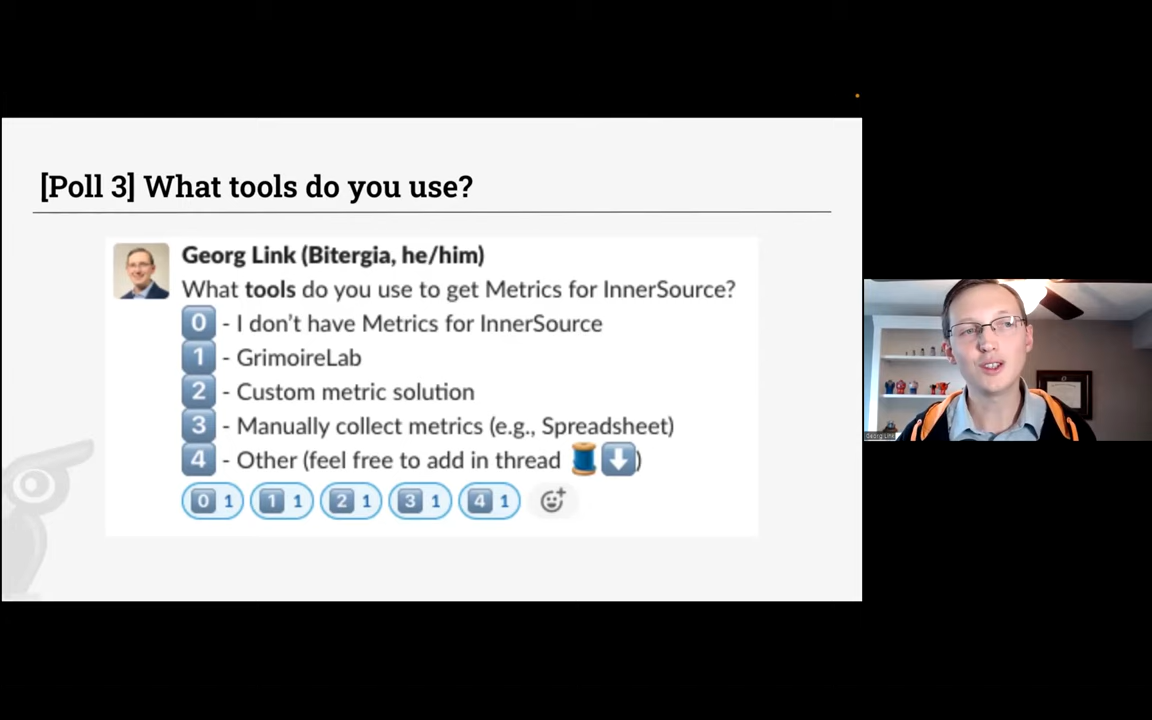 [Poll 3] What tools do you use?
Georg Link (Bitergia, he/him)
What tools do you use to get Metrics for InnerSource?
0 - I don't have Metrics for InnerSource
1 - GrimoireLab
2 - Custom metric solution
3 - Manually collect metrics (e.g., Spreadsheet)
4 - Other (feel free to add in thread 🧵⬇️)
0 1 1 1 2 1 3 1 4 1
Georg Link